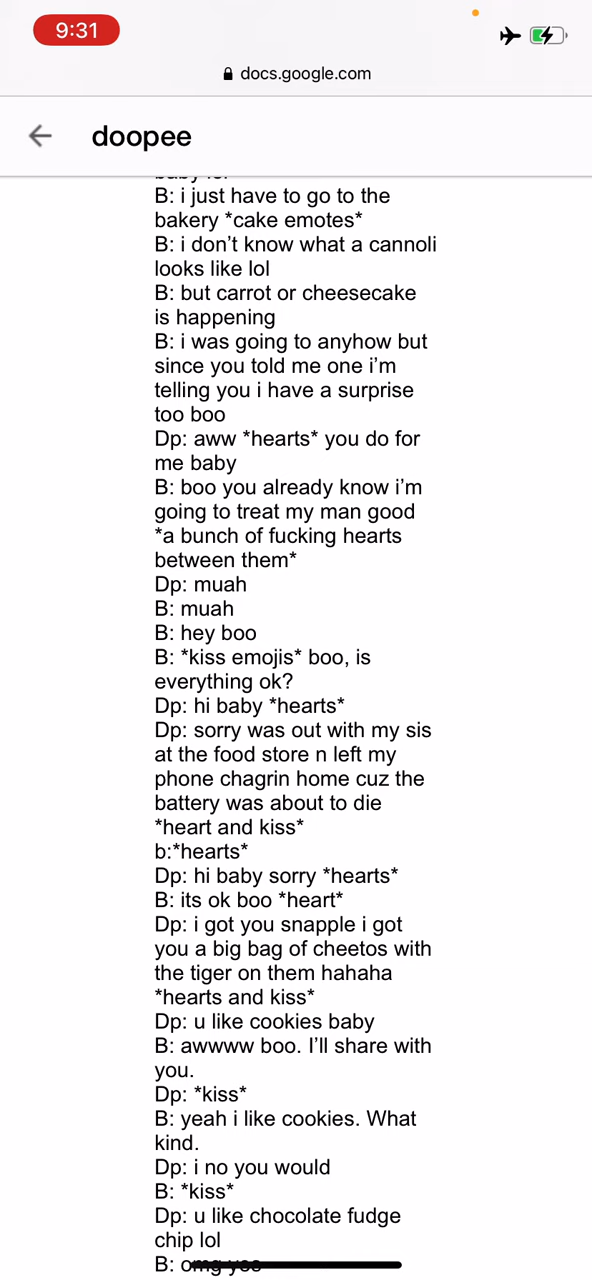 9:31
docs.google.com
doopee
B: i just have to go to the
bakery *cake emotes*
B: i don’t know what a cannoli
looks like lol
B: but carrot or cheesecake
is happening
B: i was going to anyhow but
since you told me one i’m
telling you i have a surprise
too boo
Dp: aww *hearts* you do for
me baby
B: boo you already know i’m
going to treat my man good
*a bunch of fucking hearts
between them*
Dp: muah
B: muah
B: hey boo
B: *kiss emojis* boo, is
everything ok?
Dp: hi baby *hearts*
Dp: sorry was out with my sis
at the food store n left my
phone chagrin home cuz the
battery was about to die
*heart and kiss*
b:*hearts*
Dp: hi baby sorry *hearts*
B: its ok boo *heart*
Dp: i got you snapple i got
you a big bag of cheetos with
the tiger on them hahaha
*hearts and kiss*
Dp: u like cookies baby
B: awwww boo. I’ll share with
you.
Dp: *kiss*
B: yeah i like cookies. What
kind.
Dp: i no you would
B: *kiss*
Dp: u like chocolate fudge
chip lol
B: omg yes